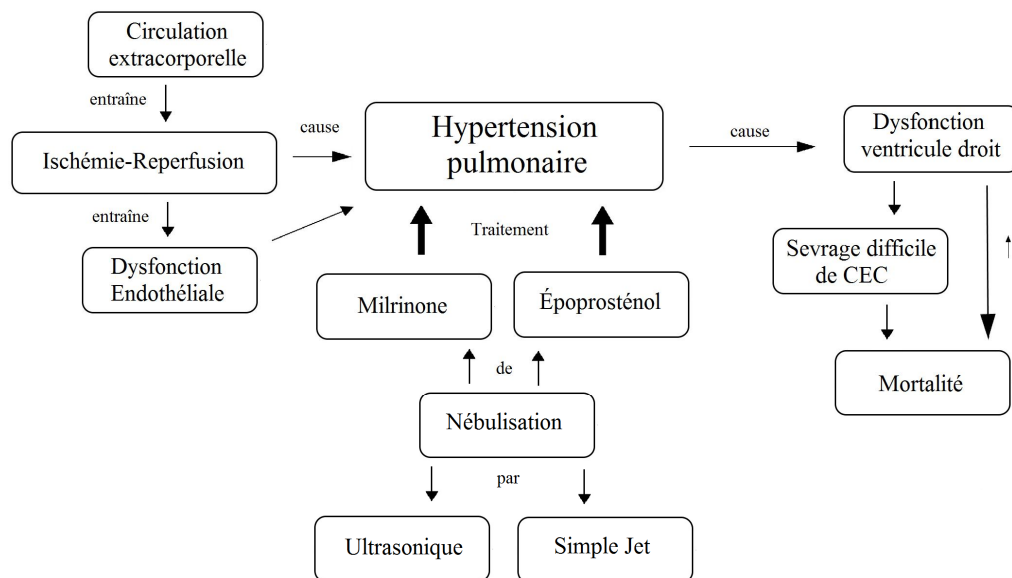 Circulation
extracorporelle
entraîne
Ischémie-Reperfusion
entraîne
Dysfonction
Endothéliale
cause
Hypertension
pulmonaire
Traitement
Milrinone
Époprosténol
de
Nébulisation
par
Ultrasonique
Simple Jet
cause
Dysfonction
ventricule droit
Sevrage difficile
de CEC
Mortalité